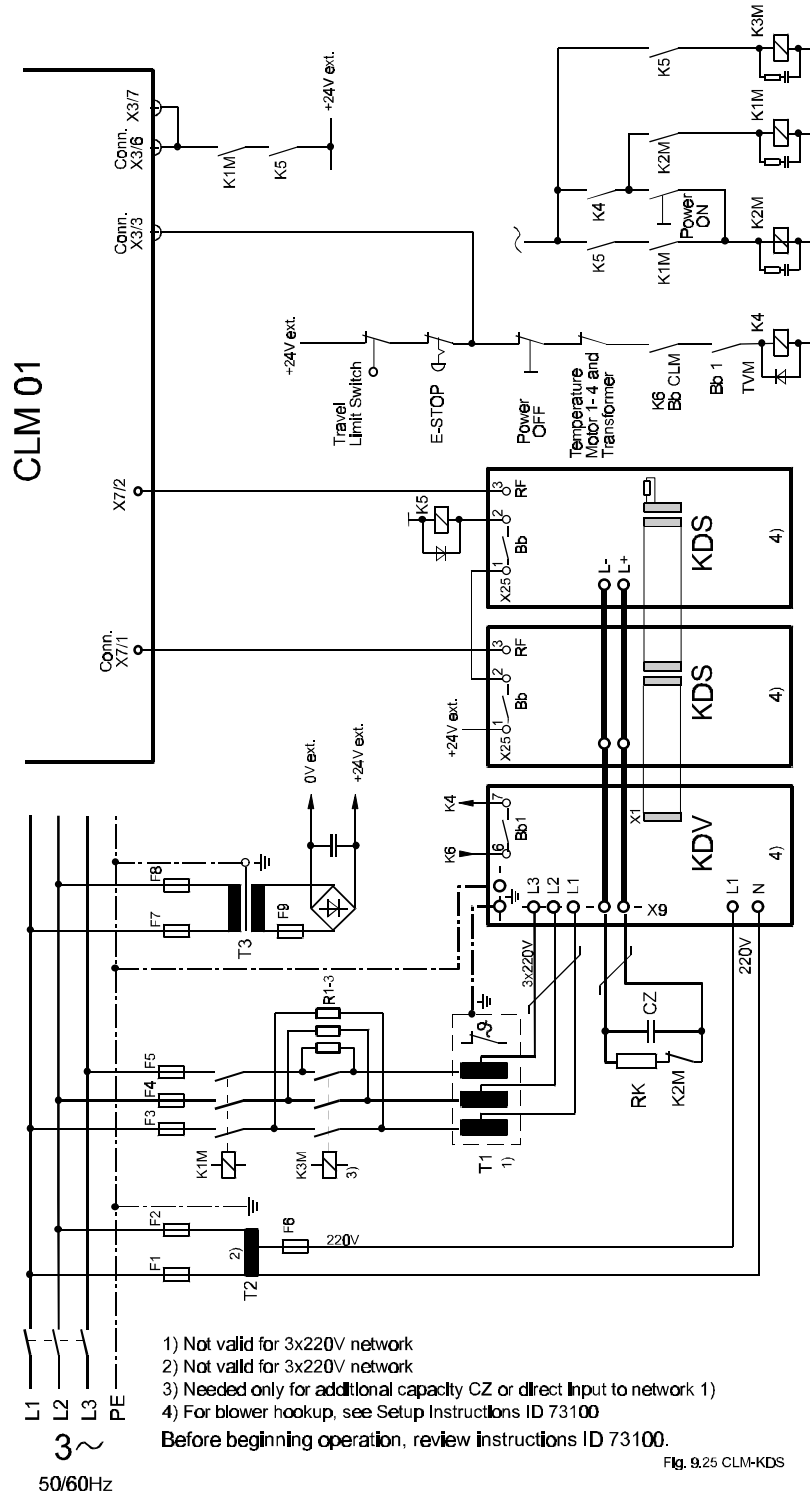 CLM 01
Conn.
X7/1
X7/2
Conn.
X3/3
Conn.
X3/6
X3/7
K1M
K5
+24V ext.
+24V ext.
Travel
Limit Switch
E-STOP
Power
OFF
Temperature
Motor 1- 4 and
Transformer
K6
Bb CLM
Bb 1
TVM
K4
K5
K1M
K2M
K4
Power
ON
K2M
K1M
K5
K3M
L1
L2
L3
PE
3~
50/60Hz
F1
F2
2)
T2
F6
220V
F3
F4
F5
K1M
K3M
3)
R1-3
T1
1)
F7
F8
T3
F9
0V ext.
+24V ext.
3x220V
RK
K2M
CZ
220V
K6
K4
6
7
Bb1
L3
L2
L1
X9
L1
N
X1
KDV
4)
+24V ext.
X25
1
2
3
Bb
RF
KDS
4)
K5
X25
1
2
3
Bb
RF
L-
L+
KDS
4)
1) Not valid for 3x220V network
2) Not valid for 3x220V network
3) Needed only for additional capacity CZ or direct input to network 1)
4) For blower hookup, see Setup Instructions ID 73100
Before beginning operation, review instructions ID 73100.
Fig. 9.25 CLM-KDS